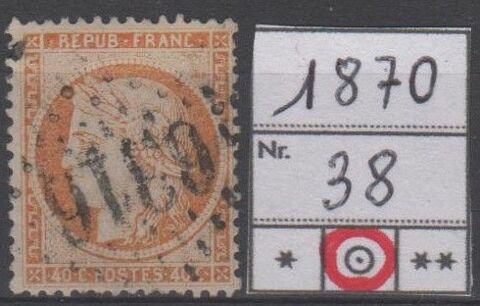 REPUB · FRANC
40 C POSTES 40 C
1870
Nr.
38
* **